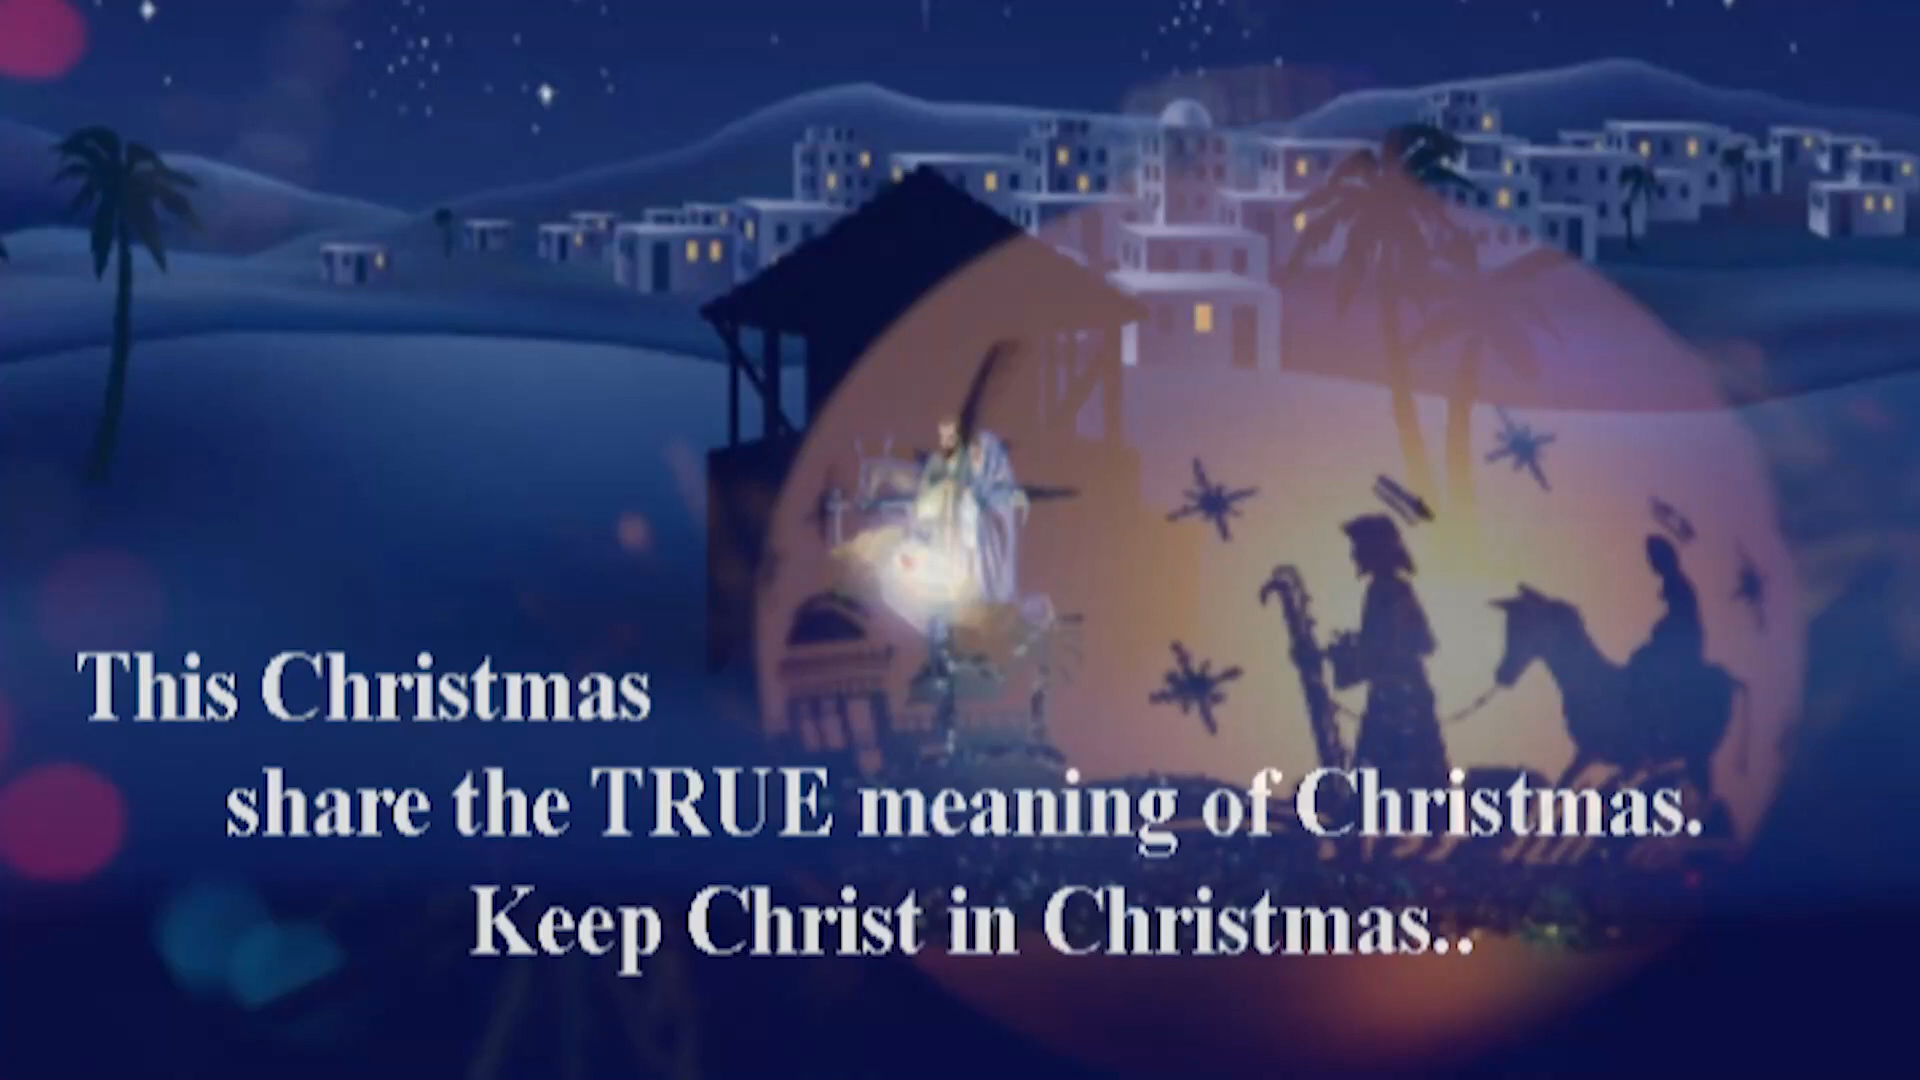 This Christmas
share the TRUE meaning of Christmas.
Keep Christ in Christmas..